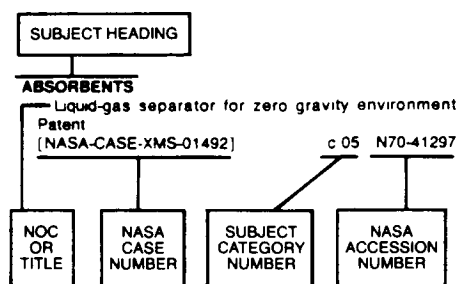 SUBJECT HEADING
ABSORBENTS
Liquid-gas separator for zero gravity environment
Patent
[NASA-CASE-XMS-01492] c 05 N70-41297
NOC
OR
TITLE
NASA
CASE
NUMBER
SUBJECT
CATEGORY
NUMBER
NASA
ACCESSION
NUMBER